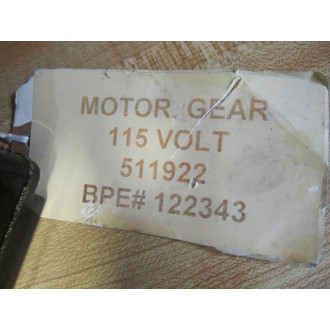 MOTOR, GEAR
115 VOLT
511922
BPE# 122343